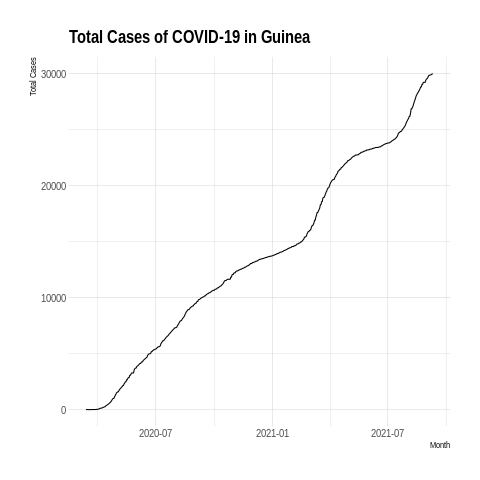 Total Cases of COVID-19 in Guinea
Total Cases
30000
20000
10000
0
2020-07
2021-01
2021-07
Month